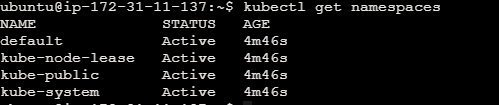 ubuntu@ip-172-31-11-137:~$ kubectl get namespaces
NAME STATUS AGE
default Active 4m46s
kube-node-lease Active 4m46s
kube-public Active 4m46s
kube-system Active 4m46s